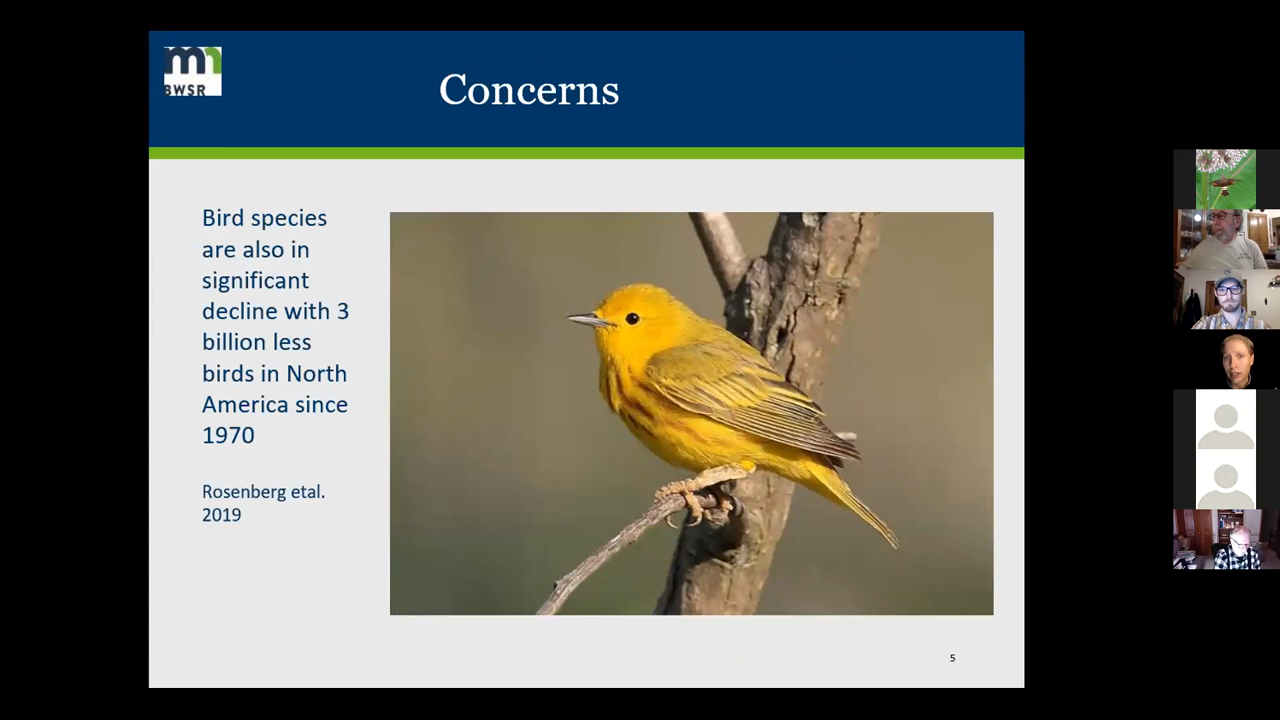 BWSR
Concerns
Bird species
are also in
significant
decline with 3
billion less
birds in North
America since
1970
Rosenberg etal.
2019
5